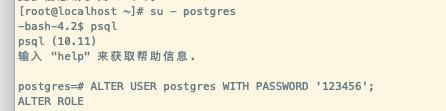 [root@localhost ~]# su - postgres
-bash-4.2$ psql
psql (10.11)
输入 "help" 来获取帮助信息.
postgres=# ALTER USER postgres WITH PASSWORD '123456';
ALTER ROLE